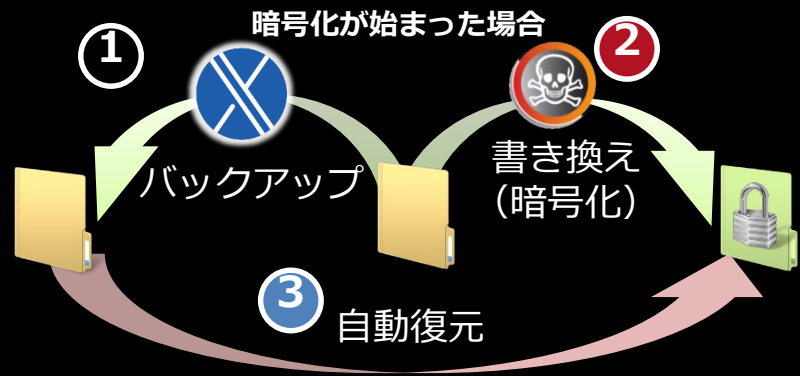 暗号化が始まった場合
1
2
バックアップ
書き換え
（暗号化）
3
自動復元